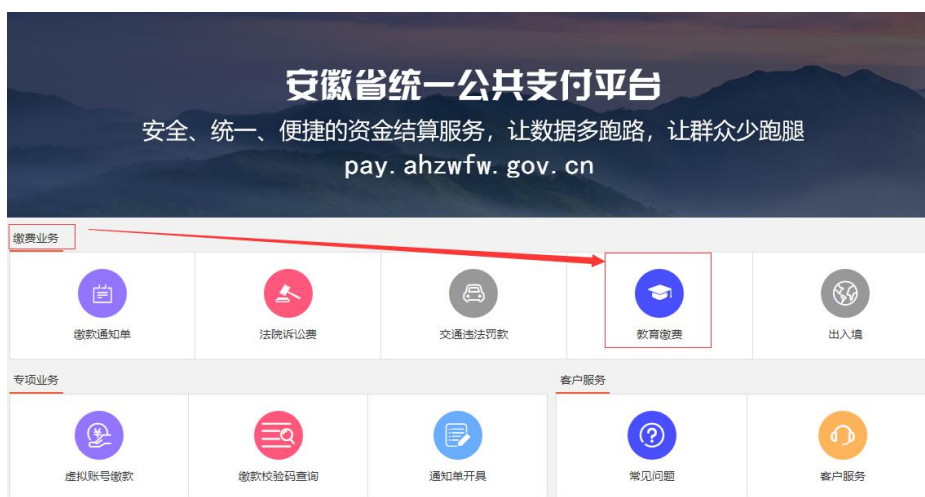 安徽省统一公共支付平台
安全、统一、便捷的资金结算服务，让数据多跑路，让群众少跑腿
pay.ahzwfw.gov.cn
缴费业务
缴款通知单
法院诉讼费
交通违法罚款
教育缴费
出入境
专项业务
客户服务
虚拟账号缴款
缴款校验码查询
通知单开具
常见问题
客户服务